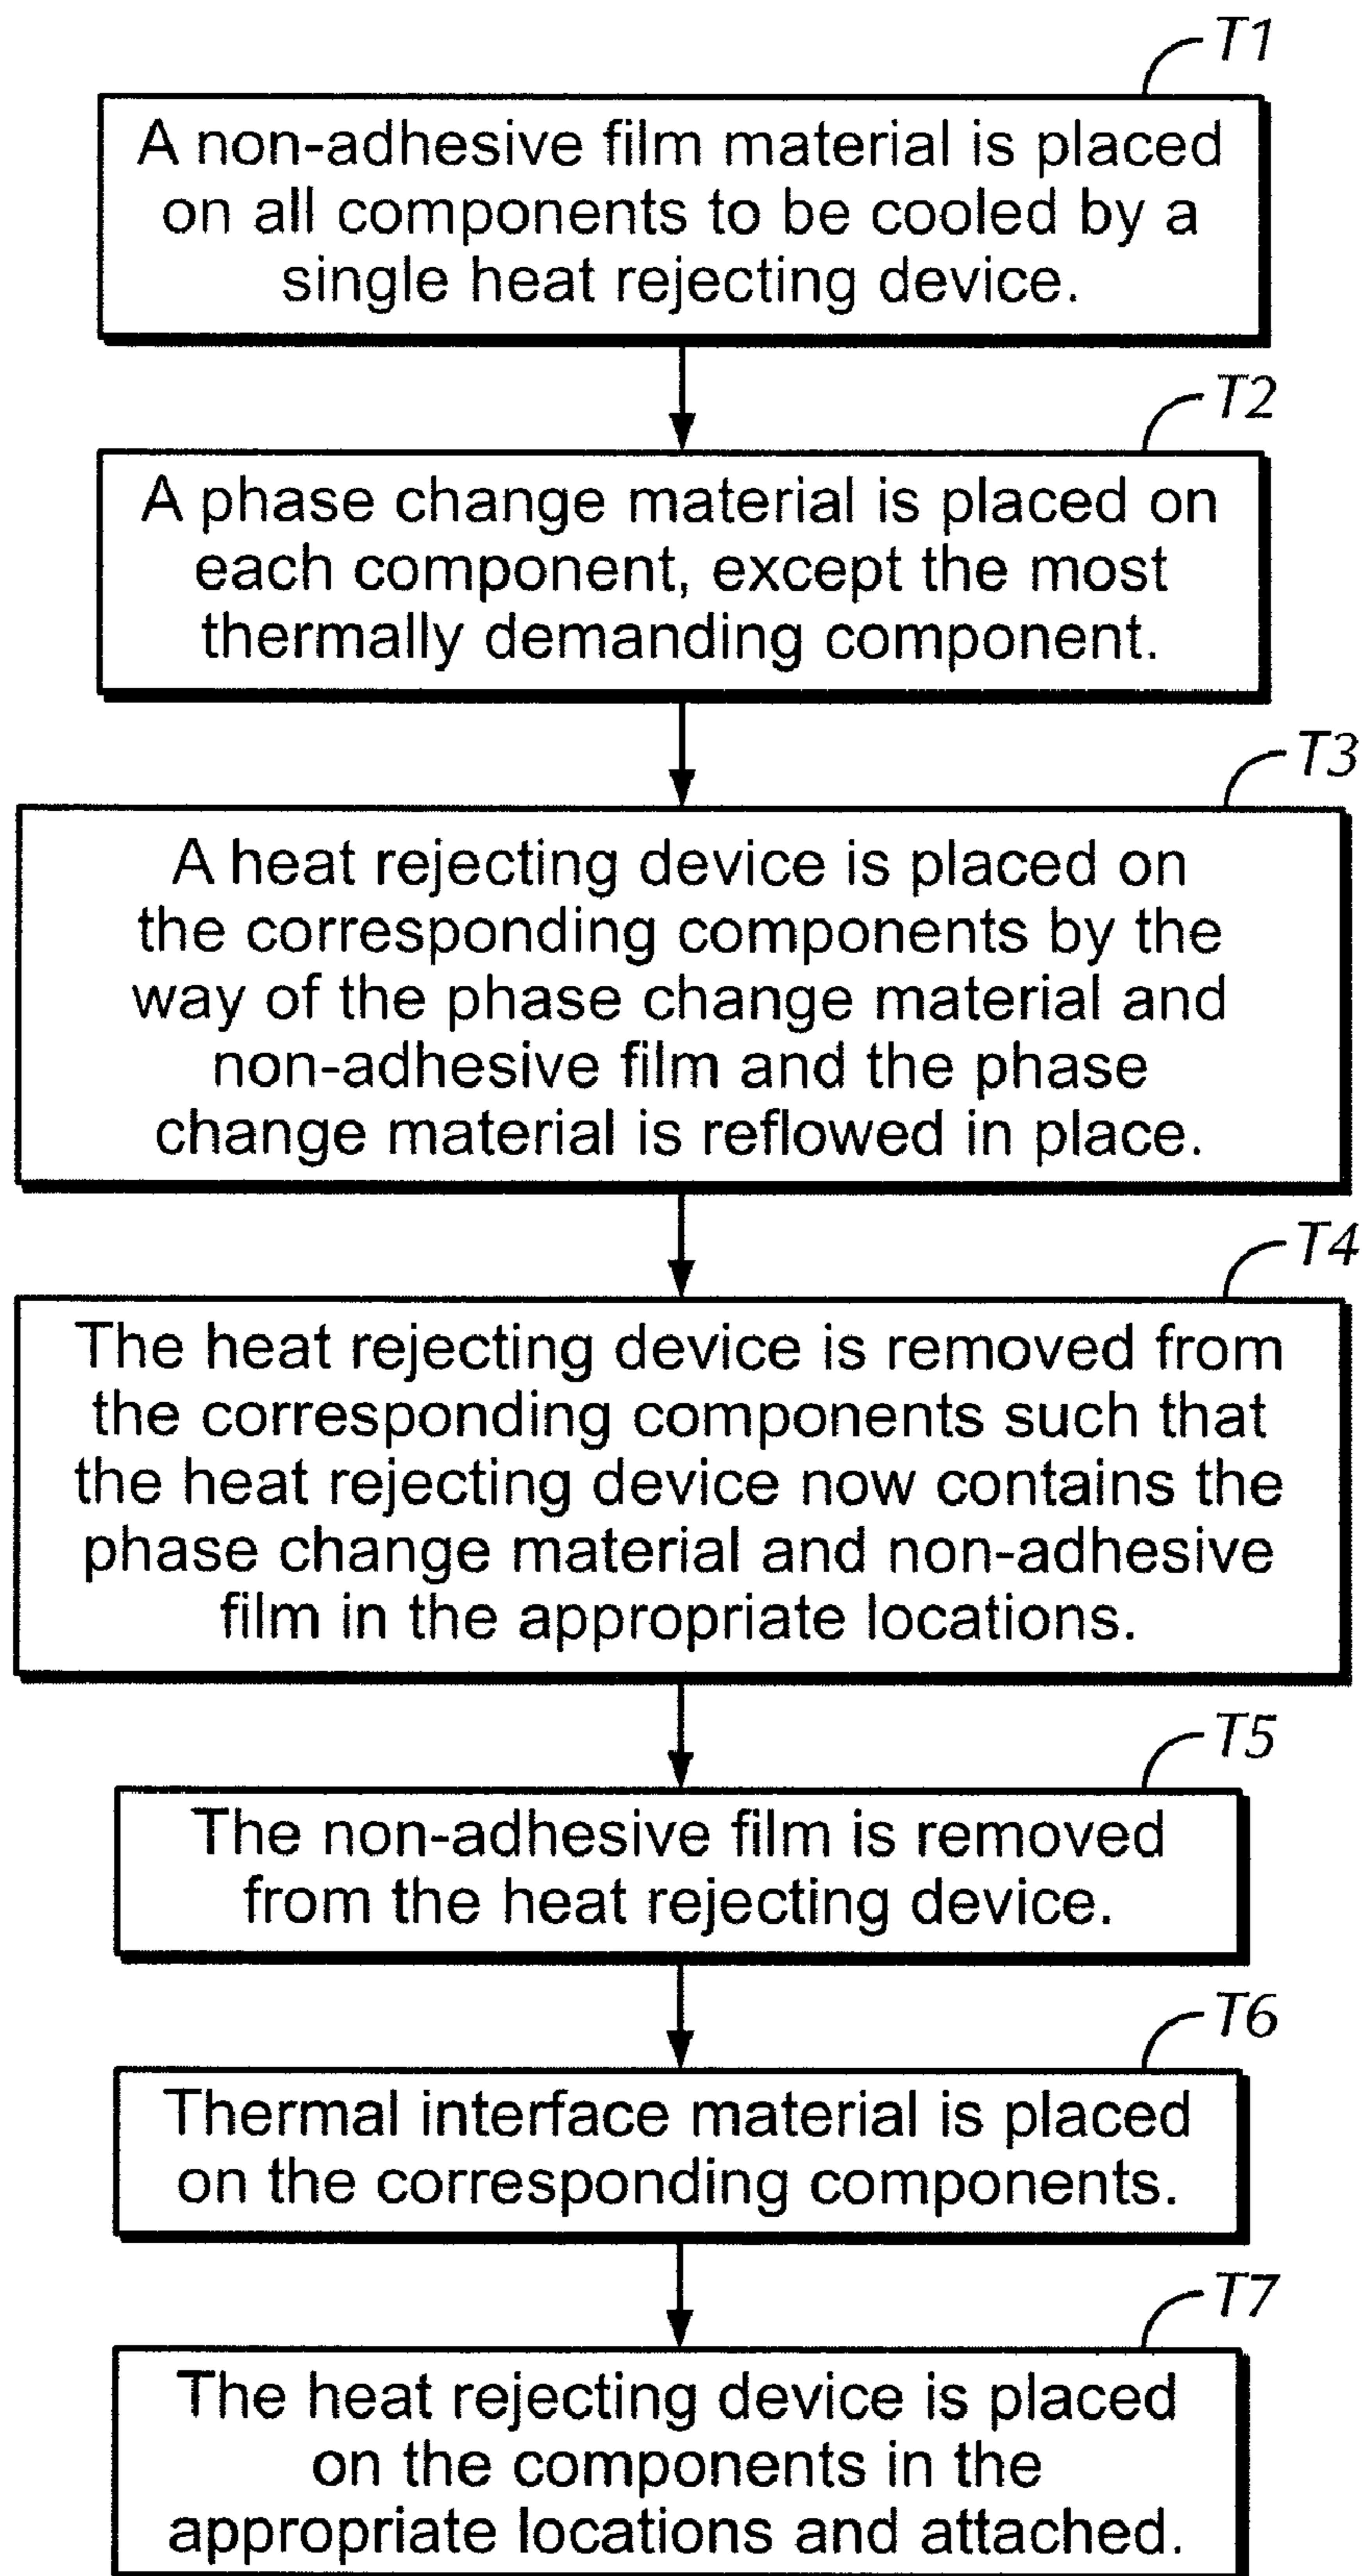 T1
A non-adhesive film material is placed
on all components to be cooled by a
single heat rejecting device.
T2
A phase change material is placed on
each component, except the most
thermally demanding component.
T3
A heat rejecting device is placed on
the corresponding components by the
way of the phase change material and
non-adhesive film and the phase
change material is reflowed in place.
T4
The heat rejecting device is removed from
the corresponding components such that
the heat rejecting device now contains the
phase change material and non-adhesive
film in the appropriate locations.
T5
The non-adhesive film is removed
from the heat rejecting device.
T6
Thermal interface material is placed
on the corresponding components.
T7
The heat rejecting device is placed
on the components in the
appropriate locations and attached.